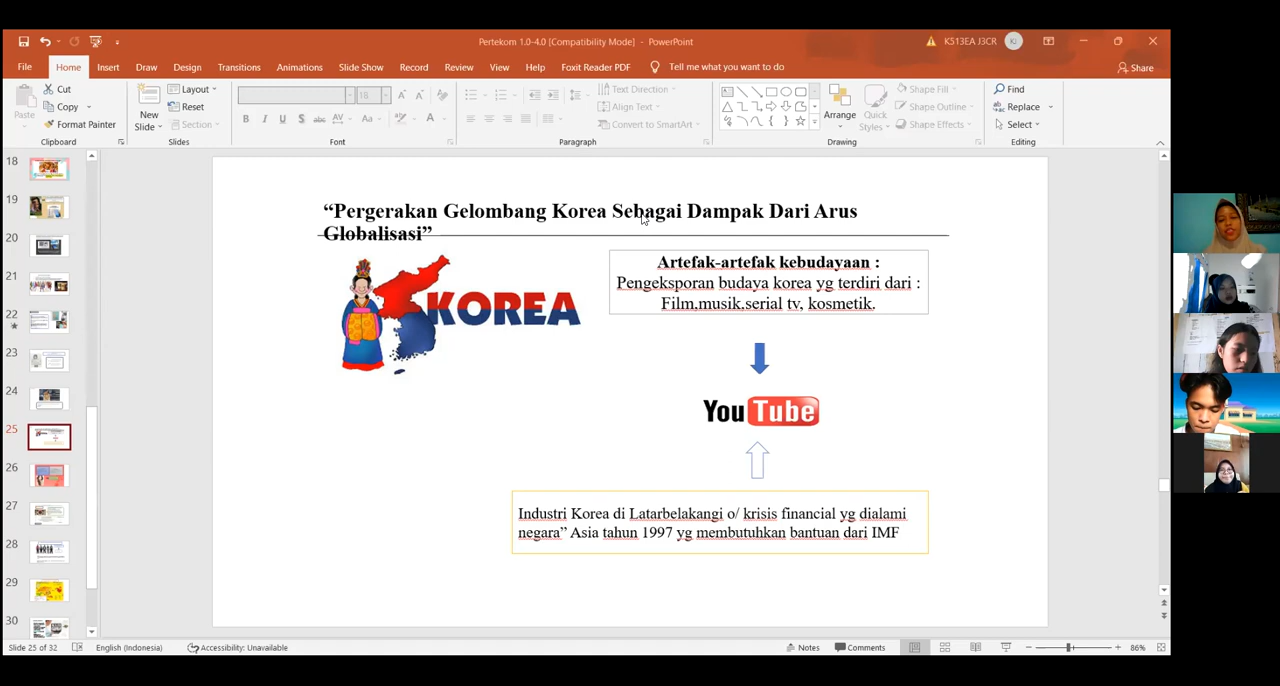 Pertekom 1.0-4.0 [Compatibility Mode] - PowerPoint
K513EA J3CR
File Home Insert Draw Design Transitions Animations Slide Show Record Review View Help Foxit Reader PDF Tell me what you want to do
Share
Paste
Cut
Copy
Format Painter
Clipboard
New
Slide
Layout
Reset
Section
Slides
18
B I U S abc AV Aa A
Font
Text Direction
Align Text
Convert to SmartArt
Paragraph
Arrange
Quick
Styles
Shape Fill
Shape Outline
Shape Effects
Drawing
Find
Replace
Select
Editing
18
19
20
21
22
23
24
25
26
27
28
29
30
“Pergerakan Gelombang Korea Sebagai Dampak Dari Arus
Globalisasi”
KOREA
Artefak-artefak kebudayaan :
Pengeksporan budaya korea yg terdiri dari :
Film,musik,serial tv, kosmetik.
YouTube
Industri Korea di Latarbelakangi o/ krisis financial yg dialami
negara” Asia tahun 1997 yg membutuhkan bantuan dari IMF
Slide 25 of 32 English (Indonesia) Accessibility: Unavailable Notes Comments 86%